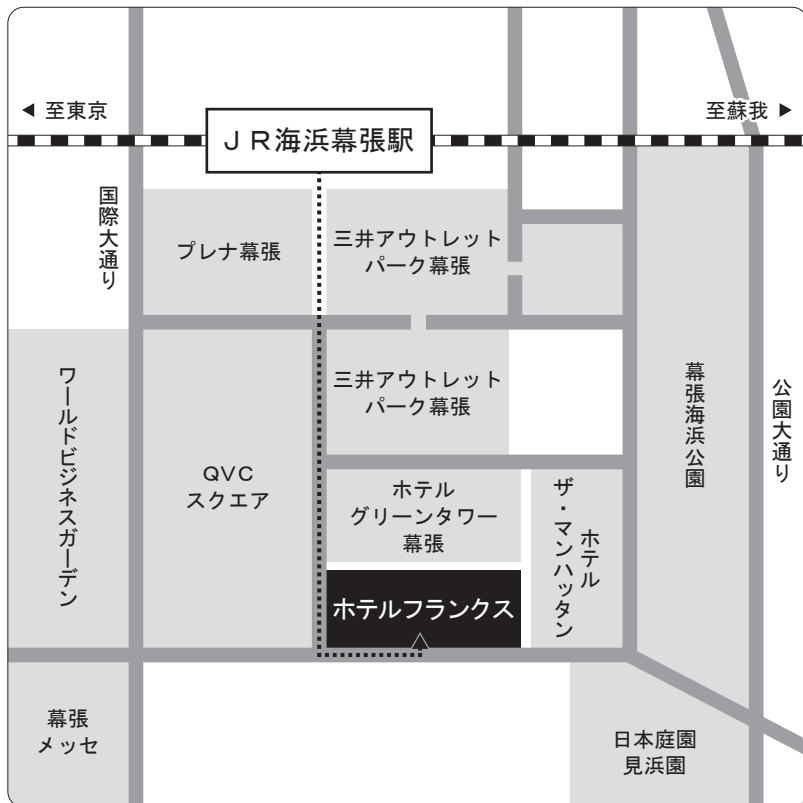 ◀ 至東京
至蘇我 ▶
JR海浜幕張駅
国際大通り
プレナ幕張
三井アウトレット
パーク幕張
三井アウトレット
パーク幕張
ワールドビジネスガーデン
QVC
スクエア
幕張海浜公園
公園大通り
ホテル
グリーンタワー
幕張
ホテル
ザ・マンハッタン
ホテルフランクス
幕張
メッセ
日本庭園
見浜園